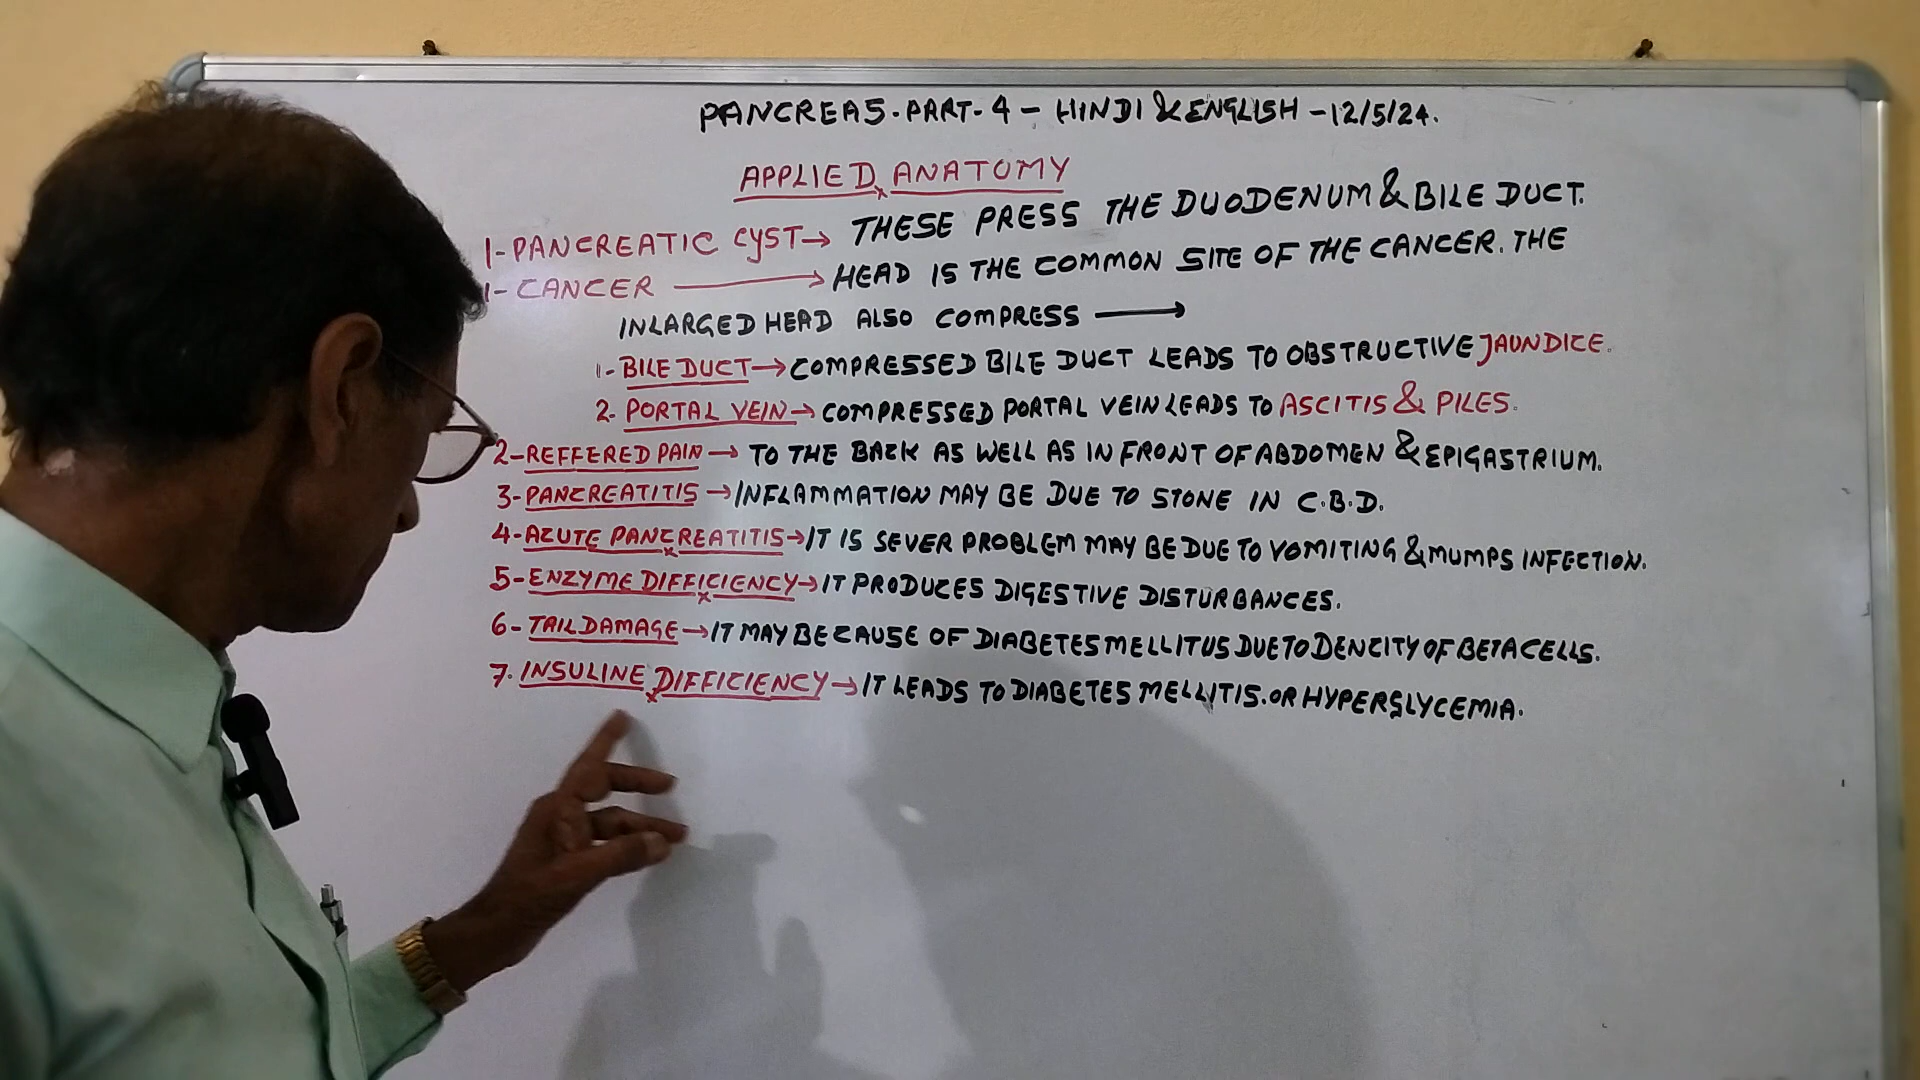 PANCREAS.PART-4 - HINDI & ENGLISH -12/5/24.
APPLIED ANATOMY
1-PANCREATIC CYST→ THESE PRESS THE DUODENUM & BILE DUCT.
1- CANCER → HEAD IS THE COMMON SITE OF THE CANCER. THE
INLARGED HEAD ALSO COMPRESS →
1-BILE DUCT→COMPRESSED BILE DUCT LEADS TO OBSTRUCTIVE JAUNDICE.
2. PORTAL VEIN→ COMPRESSED PORTAL VEIN LEADS TO ASCITIS & PILES.
2-REFFERED PAIN→ TO THE BACK AS WELL AS IN FRONT OF ABDOMEN & EPIGASTRIUM.
3-PANCREATITIS→INFLAMMATION MAY BE DUE TO STONE IN C.B.D.
4-ACUTE PANCREATITIS→IT IS SEVER PROBLEM MAY BE DUE TO VOMITING & MUMPS INFECTION.
5-ENZYME DIFFICIENCY→IT PRODUCES DIGESTIVE DISTURBANCES.
6-TAIL DAMAGE→IT MAY BE CAUSE OF DIABETES MELLITUS DUE TO DENCITY OF BETA CELLS.
7.INSULINE DIFFICIENCY→IT LEADS TO DIABETES MELLITIS.OR HYPERGLYCEMIA.